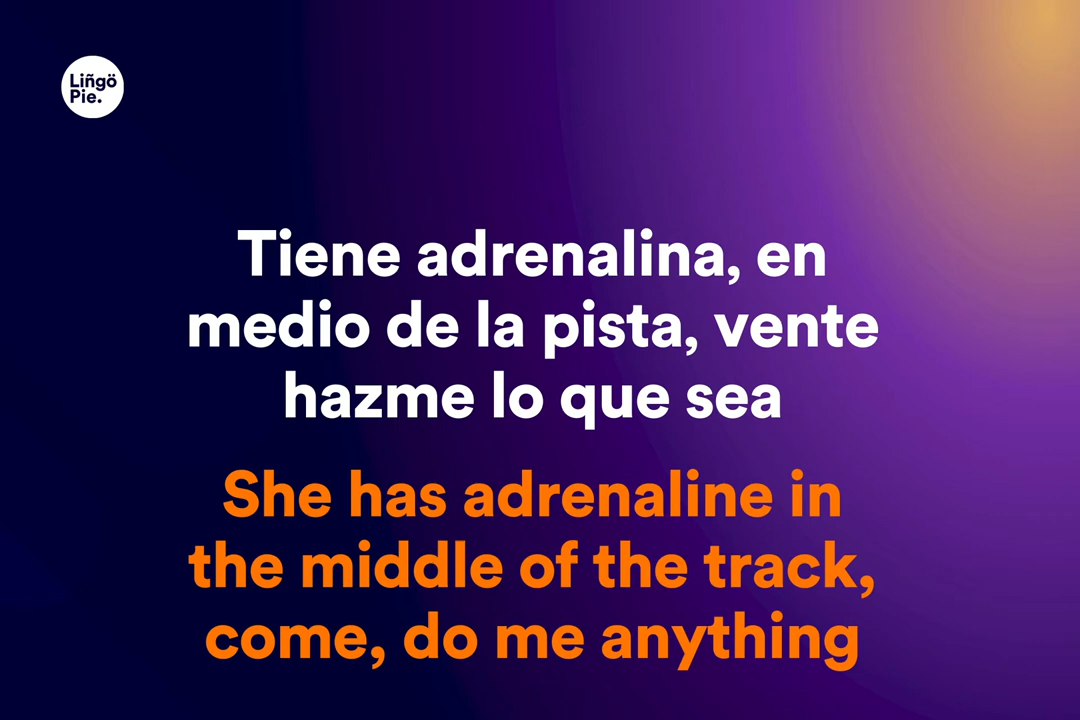 Liñgö
Pie.
Tiene adrenalina, en
medio de la pista, vente
hazme lo que sea
She has adrenaline in
the middle of the track,
come, do me anything